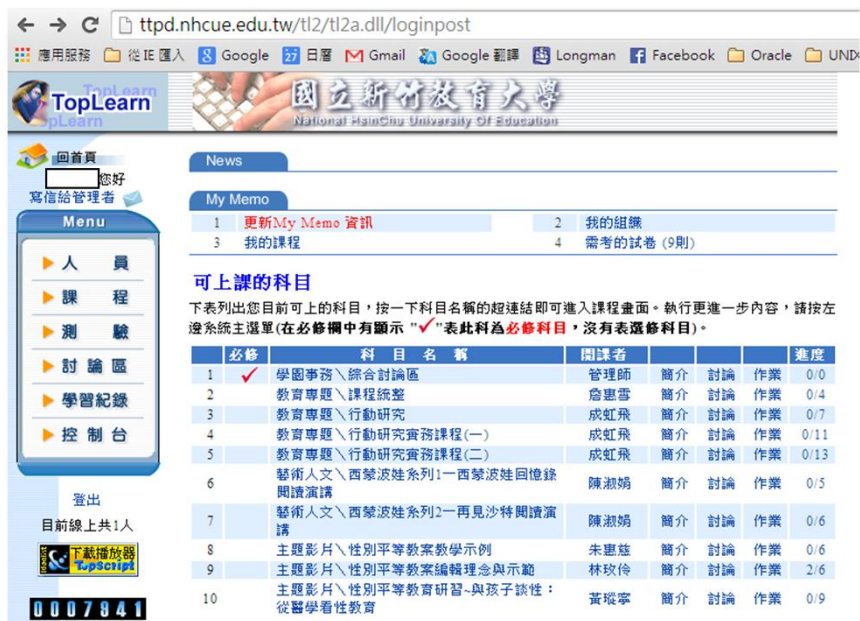 ttpd.nhcue.edu.tw/tl2/tl2a.dll/loginpost
應用服務 從 IE 匯入 Google 日曆 Gmail Google 翻譯 Longman Facebook Oracle UNIX
TopLearn
國立新竹教育大學
National HsinChu University Of Education
回首頁
您好
寫信給管理者
Menu
人員
課程
測驗
討論區
學習紀錄
控制台
登出
目前線上共1人
下載播放器
TopScript
0007941
News
My Memo
1 更新My Memo 資訊 2 我的組織
3 我的課程 4 需考的試卷 (9則)
可上課的科目
下表列出您目前可上的科目,按一下科目名稱的超連結即可進入課程畫面。執行更進一步內容,請按左
邊系統主選單(在必修欄中有顯示 "✓"表此科為必修科目,沒有表選修科目)。
必修 科目名稱 開課者 進度
1 ✓ 學園事務\綜合討論區 管理師 簡介 討論 作業 0/0
2 教育專題\課程統整 詹惠雪 簡介 討論 作業 0/4
3 教育專題\行動研究 成虹飛 簡介 討論 作業 0/7
4 教育專題\行動研究實務課程(一) 成虹飛 簡介 討論 作業 0/11
5 教育專題\行動研究實務課程(二) 成虹飛 簡介 討論 作業 0/13
6 藝術人文\西蒙波娃系列1—西蒙波娃回憶錄
閱讀演講 陳淑娟 簡介 討論 作業 0/5
7 藝術人文\西蒙波娃系列2—再見沙特閱讀演
講 陳淑娟 簡介 討論 作業 0/6
8 主題影片\性別平等教案教學示例 朱惠慈 簡介 討論 作業 0/6
9 主題影片\性別平等教案編輯理念與示範 林玫伶 簡介 討論 作業 2/6
10 主題影片\性別平等教育研習~與孩子談性:
從醫學看性教育 黃瑽寧 簡介 討論 作業 0/9